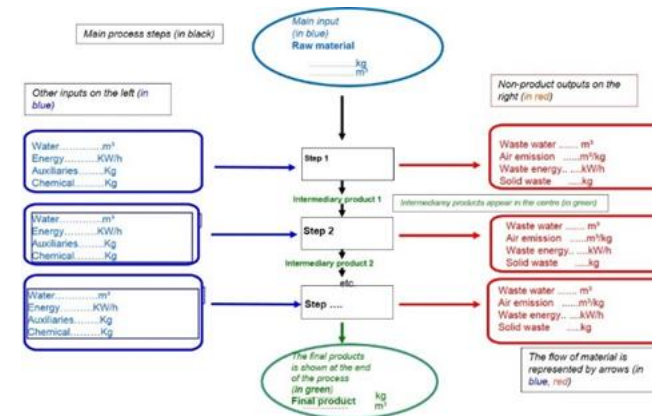 Main process steps (in black)
Main input
(in blue)
Raw material
............kg
............m³
Other inputs on the left (in
blue)
Non-product outputs on the
right (in red)
Water............m³
Energy.........KW/h
Auxiliaries.......Kg
Chemical........Kg
Step 1
Waste water ....... m³
Air emission ......m³/kg
Waste energy.. ....kW/h
Solid waste .....kg
Intermediary product 1
Intermediarey products appear in the centre (in green)
Water.............m³
Energy..........KW/h
Auxiliaries.......Kg
Chemical.........Kg
Step 2
Waste water ....... m³
Air emission ......m³/kg
Waste energy.. ....kW/h
Solid waste .....kg
Intermediary product 2
etc.
Water.............m³
Energy..........KW/h
Auxiliaries........Kg
Chemical.........Kg
Step ....
Waste water ....... m³
Air emission ......m³/kg
Waste energy.. ....kW/h
Solid waste .....kg
The final products
is shown at the end
of the process
(in green)
Final product kg
............ m³
The flow of material is
represented by arrows (in
blue, red)